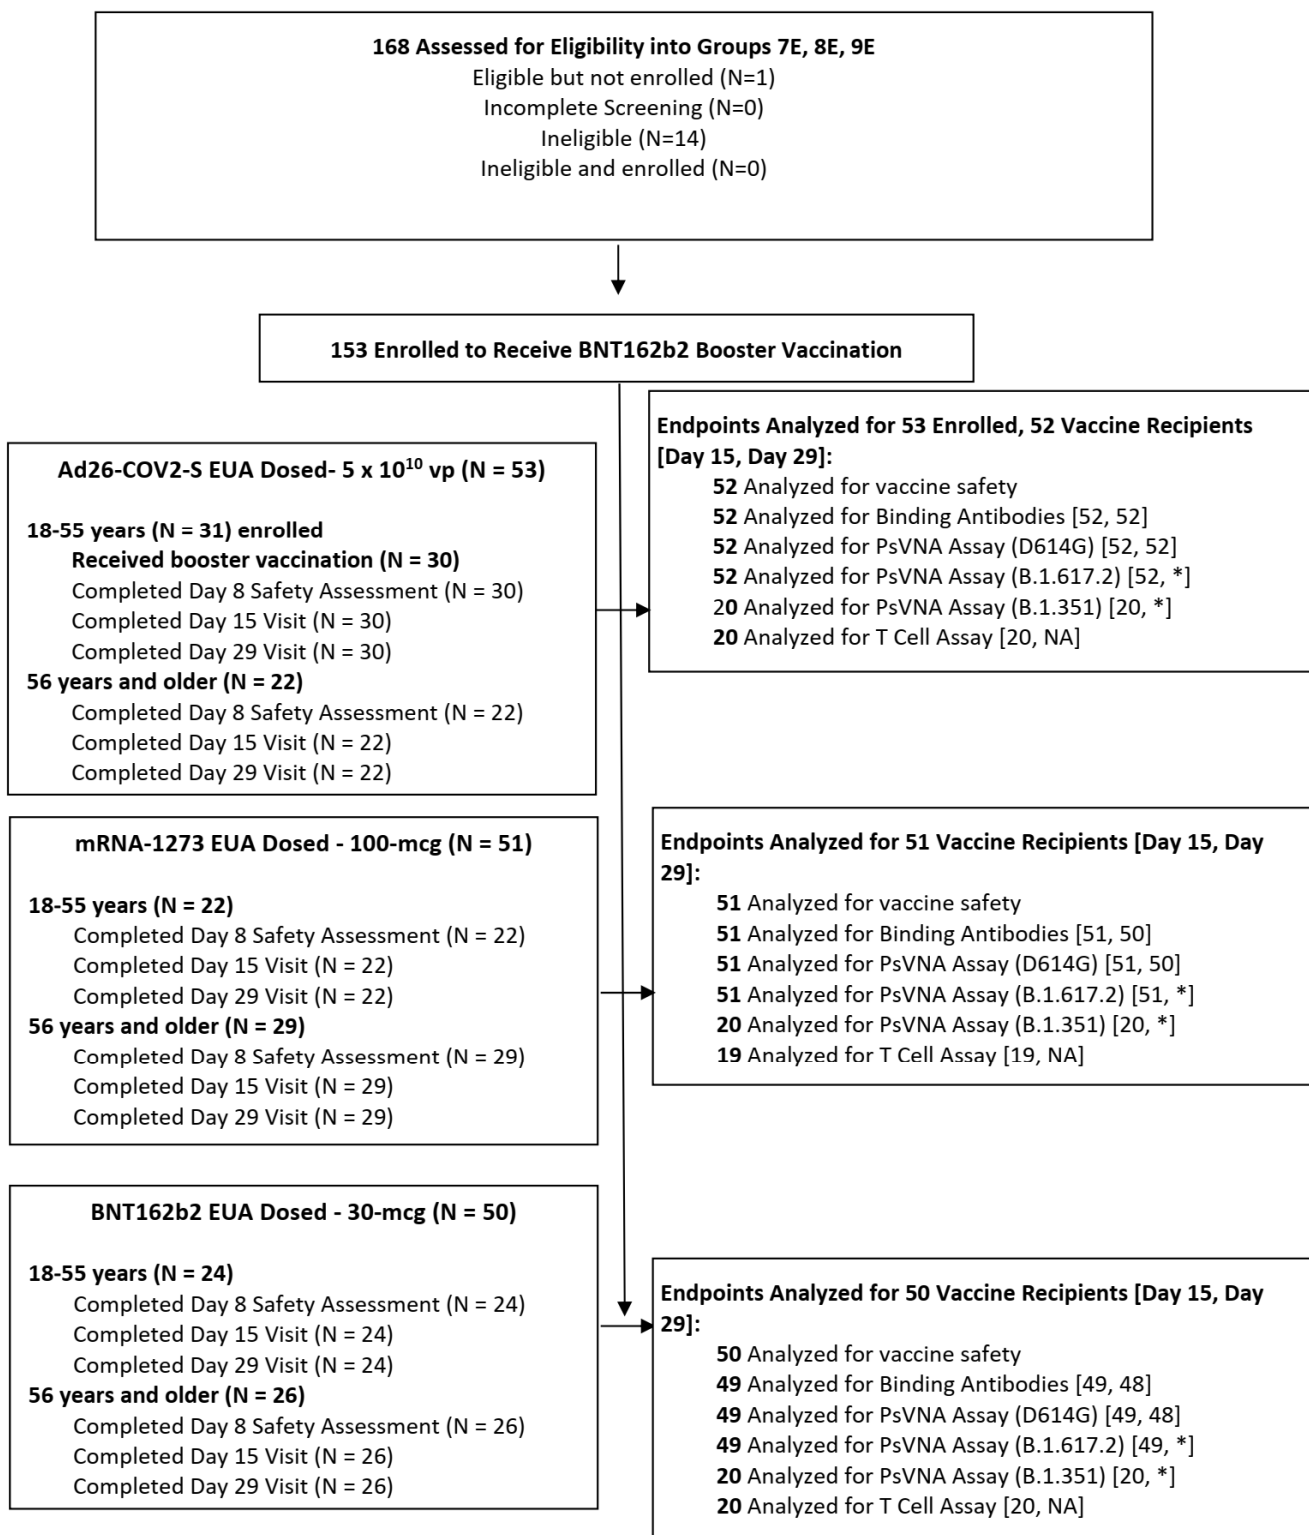 168 Assessed for Eligibility into Groups 7E, 8E, 9E
Eligible but not enrolled (N=1)
Incomplete Screening (N=0)
Ineligible (N=14)
Ineligible and enrolled (N=0)
153 Enrolled to Receive BNT162b2 Booster Vaccination
Ad26-COV2-S EUA Dosed- 5 x 10¹⁰ vp (N = 53)
18-55 years (N = 31) enrolled
Received booster vaccination (N = 30)
Completed Day 8 Safety Assessment (N = 30)
Completed Day 15 Visit (N = 30)
Completed Day 29 Visit (N = 30)
56 years and older (N = 22)
Completed Day 8 Safety Assessment (N = 22)
Completed Day 15 Visit (N = 22)
Completed Day 29 Visit (N = 22)
Endpoints Analyzed for 53 Enrolled, 52 Vaccine Recipients
[Day 15, Day 29]:
52 Analyzed for vaccine safety
52 Analyzed for Binding Antibodies [52, 52]
52 Analyzed for PsVNA Assay (D614G) [52, 52]
52 Analyzed for PsVNA Assay (B.1.617.2) [52, *]
20 Analyzed for PsVNA Assay (B.1.351) [20, *]
20 Analyzed for T Cell Assay [20, NA]
mRNA-1273 EUA Dosed - 100-mcg (N = 51)
18-55 years (N = 22)
Completed Day 8 Safety Assessment (N = 22)
Completed Day 15 Visit (N = 22)
Completed Day 29 Visit (N = 22)
56 years and older (N = 29)
Completed Day 8 Safety Assessment (N = 29)
Completed Day 15 Visit (N = 29)
Completed Day 29 Visit (N = 29)
Endpoints Analyzed for 51 Vaccine Recipients [Day 15, Day
29]:
51 Analyzed for vaccine safety
51 Analyzed for Binding Antibodies [51, 50]
51 Analyzed for PsVNA Assay (D614G) [51, 50]
51 Analyzed for PsVNA Assay (B.1.617.2) [51, *]
20 Analyzed for PsVNA Assay (B.1.351) [20, *]
19 Analyzed for T Cell Assay [19, NA]
BNT162b2 EUA Dosed - 30-mcg (N = 50)
18-55 years (N = 24)
Completed Day 8 Safety Assessment (N = 24)
Completed Day 15 Visit (N = 24)
Completed Day 29 Visit (N = 24)
56 years and older (N = 26)
Completed Day 8 Safety Assessment (N = 26)
Completed Day 15 Visit (N = 26)
Completed Day 29 Visit (N = 26)
Endpoints Analyzed for 50 Vaccine Recipients [Day 15, Day
29]:
50 Analyzed for vaccine safety
49 Analyzed for Binding Antibodies [49, 48]
49 Analyzed for PsVNA Assay (D614G) [49, 48]
49 Analyzed for PsVNA Assay (B.1.617.2) [49, *]
20 Analyzed for PsVNA Assay (B.1.351) [20, *]
20 Analyzed for T Cell Assay [20, NA]